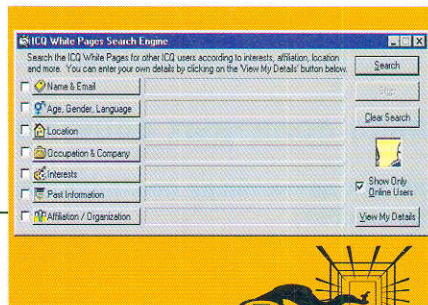 ICQ White Pages Search Engine
Search the ICQ White Pages for other ICQ users according to interests, affiliation, location
and more. You can enter your own details by clicking on the 'View My Details' button below.
Search
Name & Email
Stop
Age, Gender, Language
Clear Search
Location
Occupation & Company
Interests
Show Only
Online Users
Past Information
Affiliation / Organization
View My Details